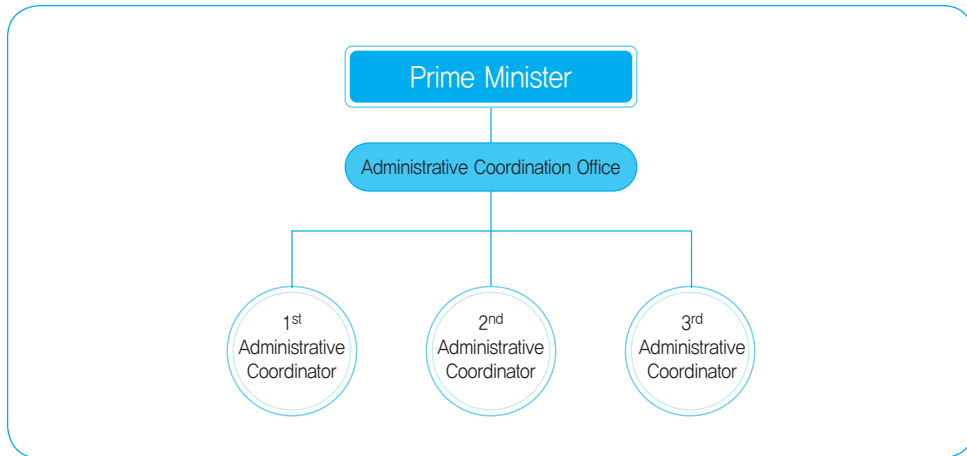 Prime Minister
Administrative Coordination Office
1st
Administrative
Coordinator
2nd
Administrative
Coordinator
3rd
Administrative
Coordinator